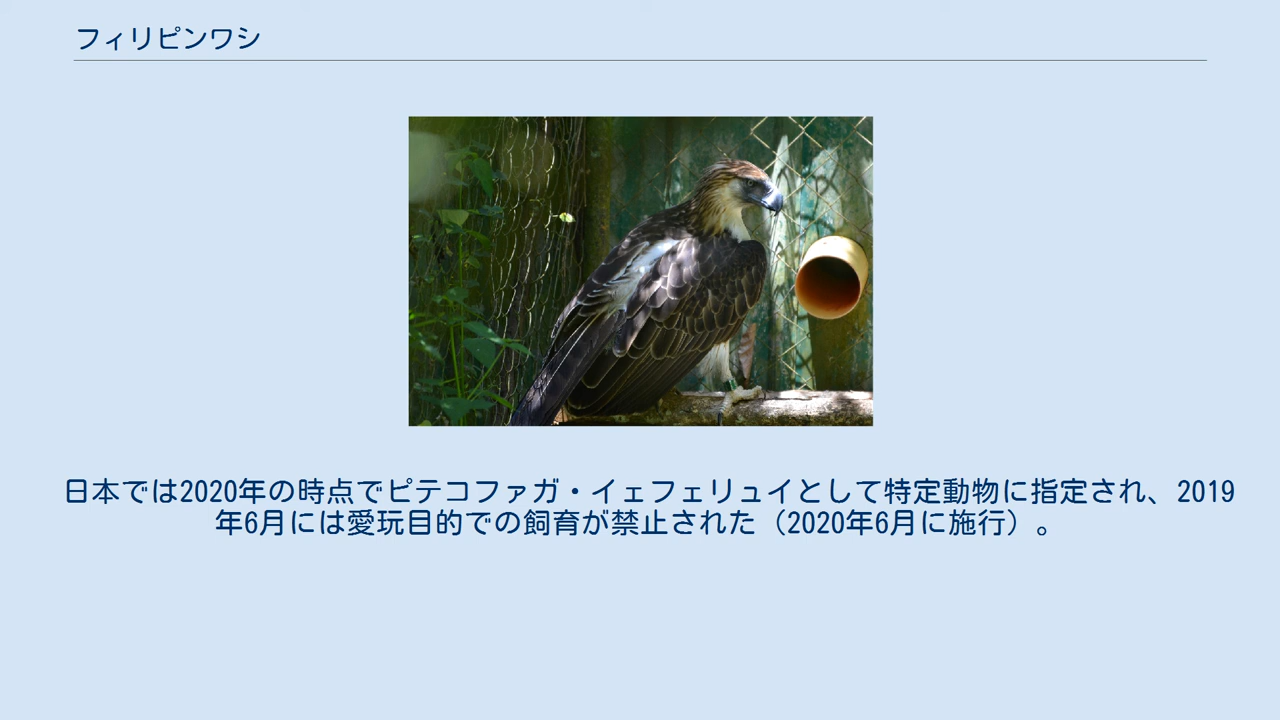 フィリピンワシ
日本では2020年の時点でピテコファガ・イェフェリュイとして特定動物に指定され、2019
年6月には愛玩目的での飼育が禁止された（2020年6月に施行）。